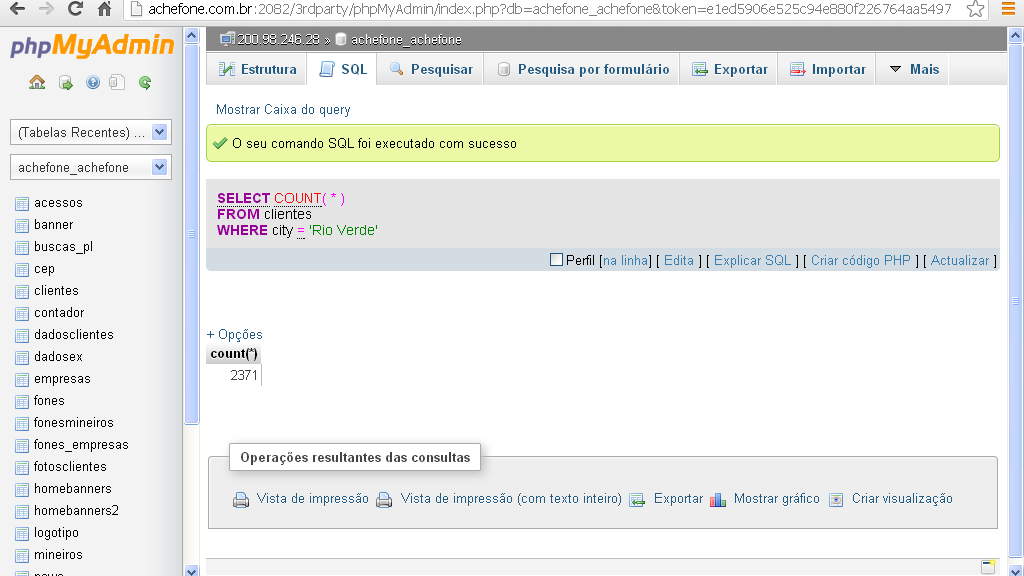 achefone.com.br:2082/3rdparty/phpMyAdmin/index.php?db=achefone_achefone&token=e1ed5906e525c94e880f226764aa5497
phpMyAdmin
(Tabelas Recentes) ...
achefone_achefone
acessos
banner
buscas_pl
cep
clientes
contador
dadosclientes
dadosex
empresas
fones
fonesmineiros
fones_empresas
fotosclientes
homebanners
homebanners2
logotipo
mineiros
200.98.246.28 » achefone_achefone
Estrutura SQL Pesquisar Pesquisa por formulário Exportar Importar Mais
Mostrar Caixa do query
O seu comando SQL foi executado com sucesso
SELECT COUNT( * )
FROM clientes
WHERE city = 'Rio Verde'
Perfil [na linha] [ Edita ] [ Explicar SQL ] [ Criar código PHP ] [ Actualizar ]
+ Opções
count(*)
2371
Operações resultantes das consultas
Vista de impressão Vista de impressão (com texto inteiro) Exportar Mostrar gráfico Criar visualização